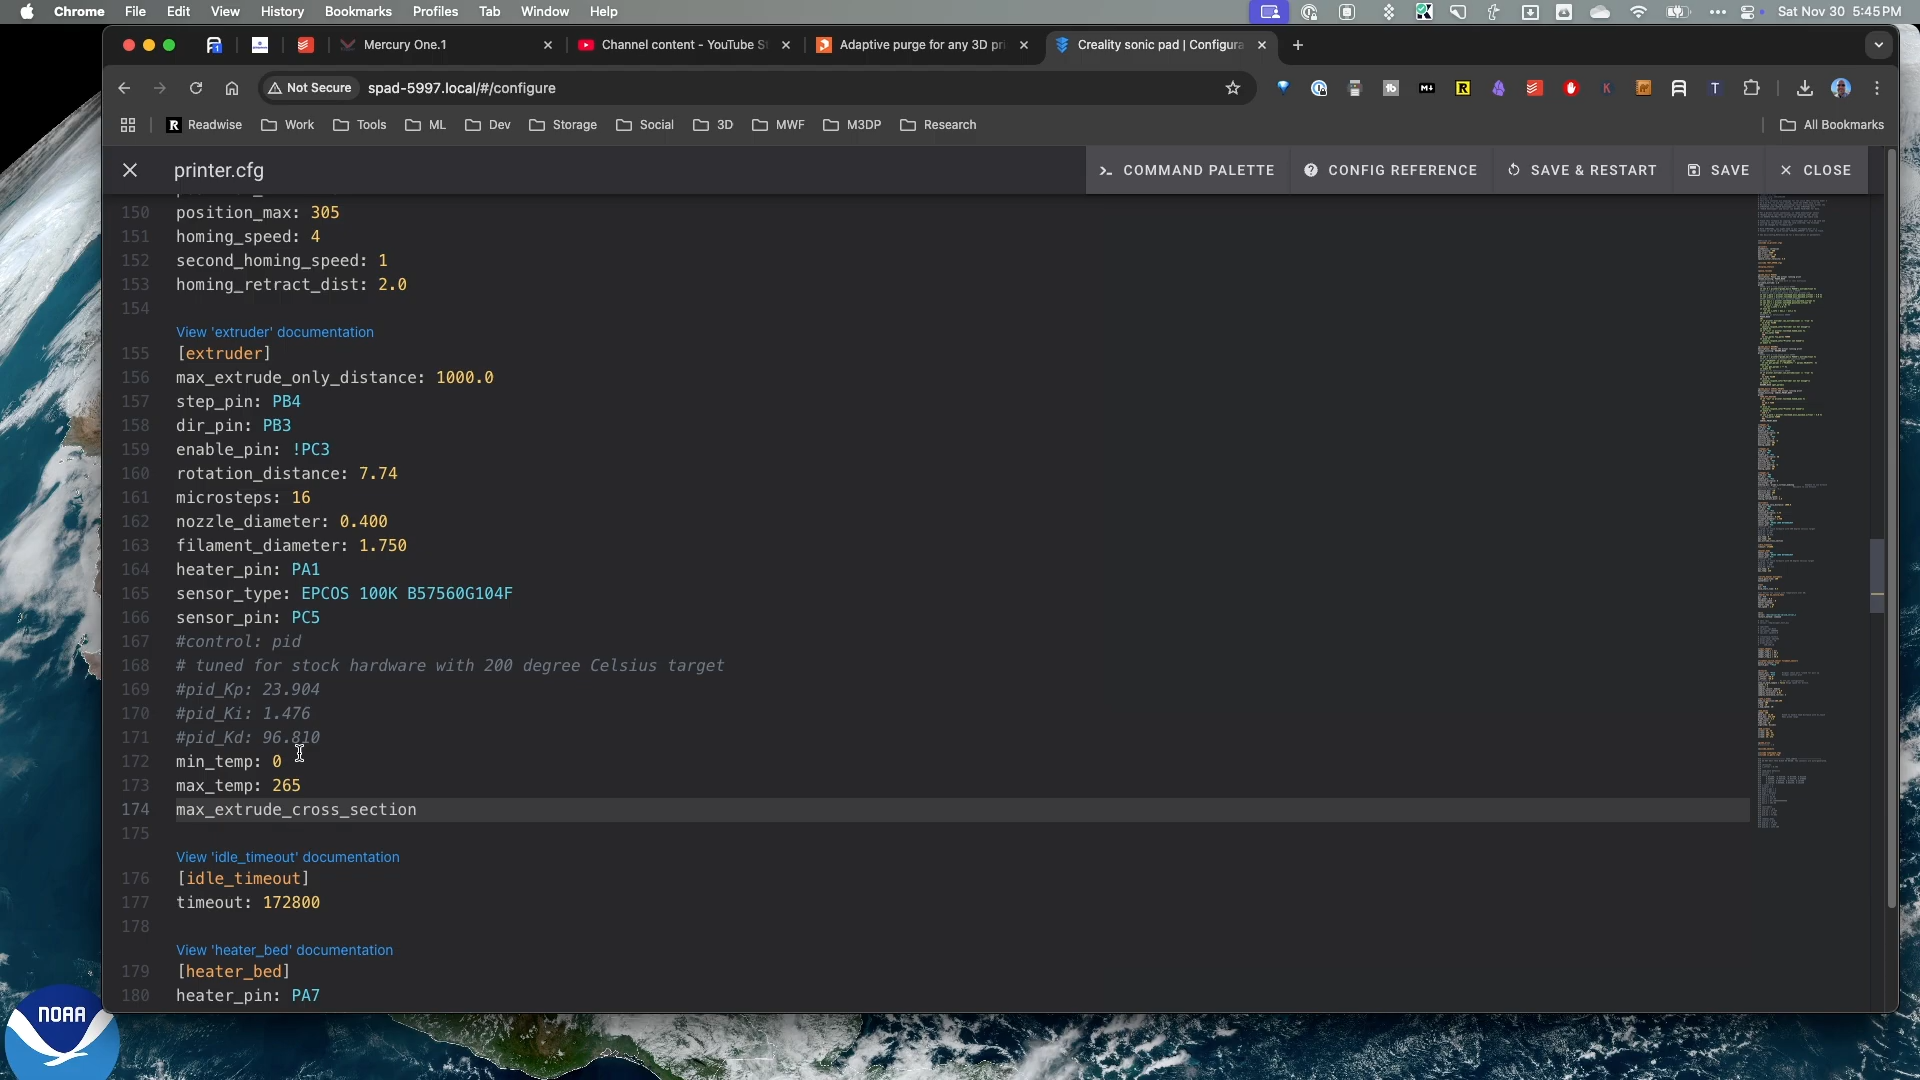 Chrome File Edit View History Bookmarks Profiles Tab Window Help
Sat Nov 30 5:45 PM
Mercury One.1
Channel content - YouTube S
Adaptive purge for any 3D pri
Creality sonic pad | Configura
Not Secure spad-5997.local/#/configure
Readwise Work Tools ML Dev Storage Social 3D MWF M3DP Research All Bookmarks
printer.cfg
COMMAND PALETTE CONFIG REFERENCE SAVE & RESTART SAVE CLOSE
150 position_max: 305
151 homing_speed: 4
152 second_homing_speed: 1
153 homing_retract_dist: 2.0
154
View 'extruder' documentation
155 [extruder]
156 max_extrude_only_distance: 1000.0
157 step_pin: PB4
158 dir_pin: PB3
159 enable_pin: !PC3
160 rotation_distance: 7.74
161 microsteps: 16
162 nozzle_diameter: 0.400
163 filament_diameter: 1.750
164 heater_pin: PA1
165 sensor_type: EPCOS 100K B57560G104F
166 sensor_pin: PC5
167 #control: pid
168 # tuned for stock hardware with 200 degree Celsius target
169 #pid_Kp: 23.904
170 #pid_Ki: 1.476
171 #pid_Kd: 96.810
172 min_temp: 0
173 max_temp: 265
174 max_extrude_cross_section
175
View 'idle_timeout' documentation
176 [idle_timeout]
177 timeout: 172800
178
View 'heater_bed' documentation
179 [heater_bed]
180 heater_pin: PA7
NOAA